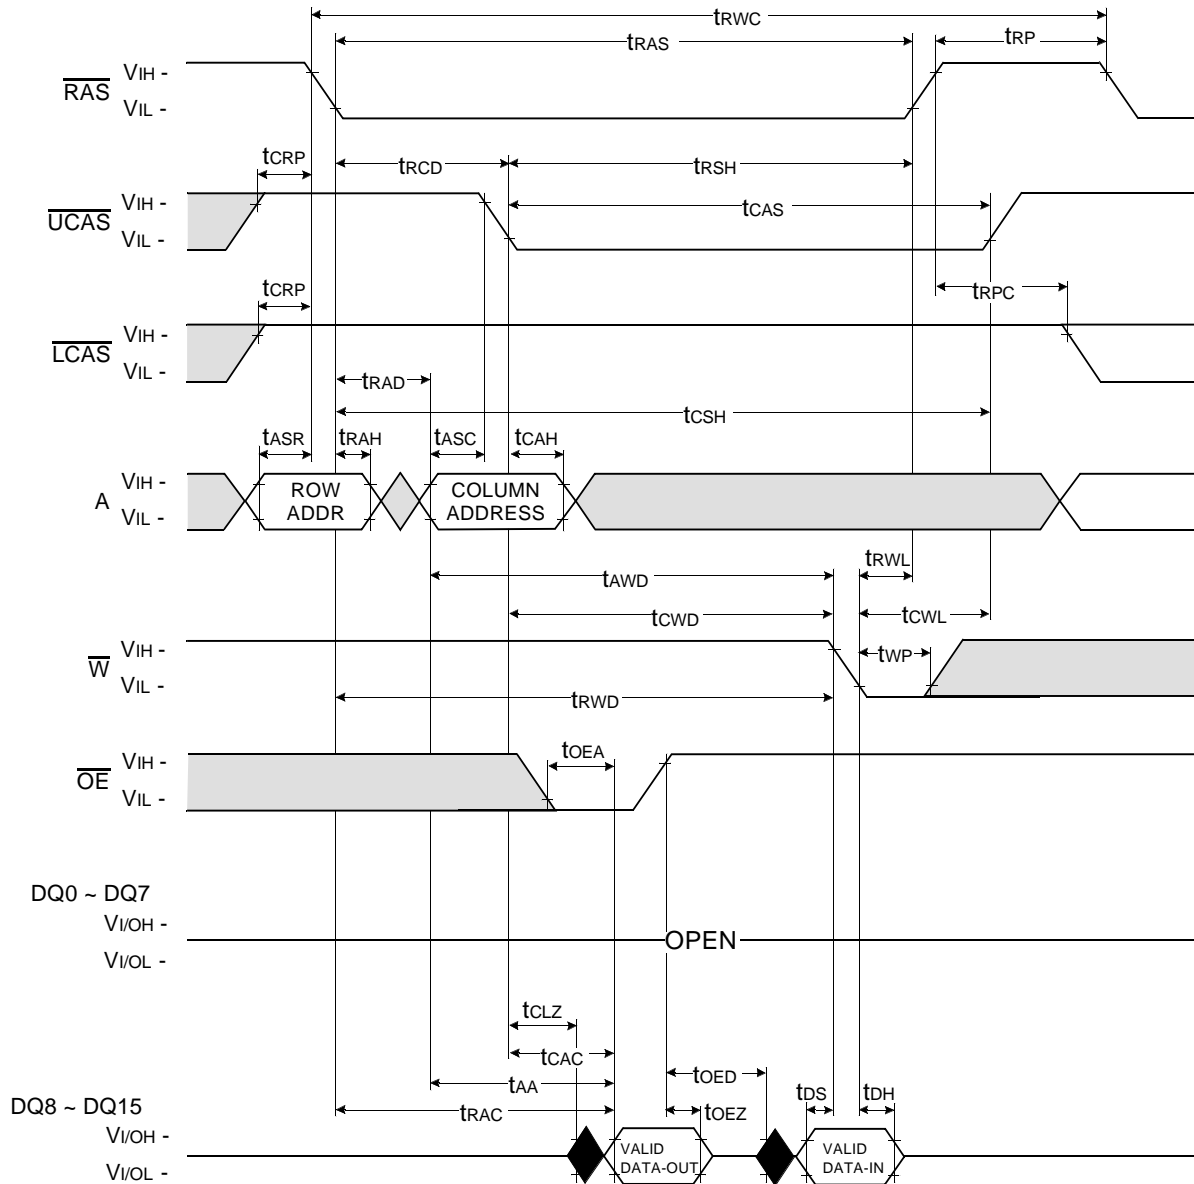 tRWC
tRAS
tRP
RAS
VIH -
VIL -
tCRP
tRCD
tRSH
UCAS
VIH -
VIL -
tCAS
tCRP
tRPC
LCAS
VIH -
VIL -
tRAD
tCSH
tASR
tRAH
tASC
tCAH
A
VIH -
VIL -
ROW
ADDR
COLUMN
ADDRESS
tRWL
tAWD
tCWD
tCWL
W
VIH -
VIL -
tWP
tRWD
OE
VIH -
VIL -
tOEA
DQ0 ~ DQ7
VI/OH -
VI/OL -
OPEN
tCLZ
tCAC
tAA
tOED
tRAC
tOEZ
tDS
tDH
DQ8 ~ DQ15
VI/OH -
VI/OL -
VALID
DATA-OUT
VALID
DATA-IN